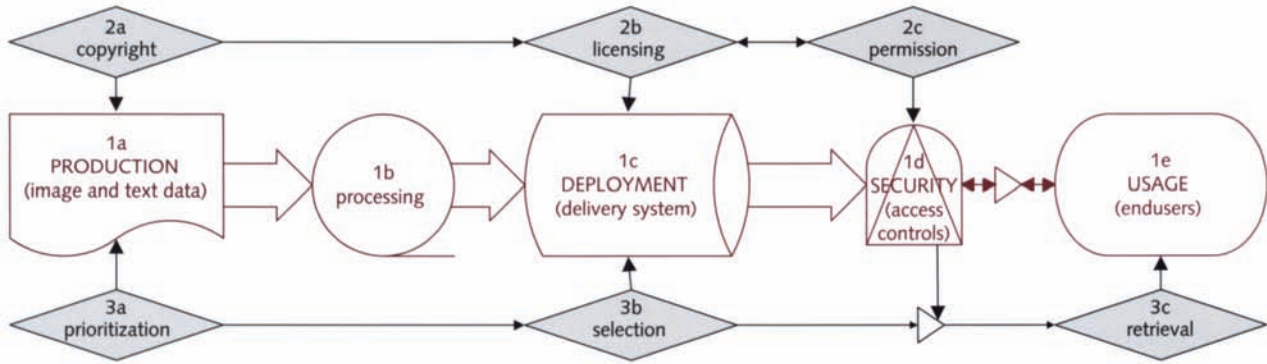 2a
copyright
2b
licensing
2c
permission
1a
PRODUCTION
(image and text data)
1b
processing
1c
DEPLOYMENT
(delivery system)
1d
SECURITY
(access
controls)
1e
USAGE
(endusers)
3a
prioritization
3b
selection
3c
retrieval